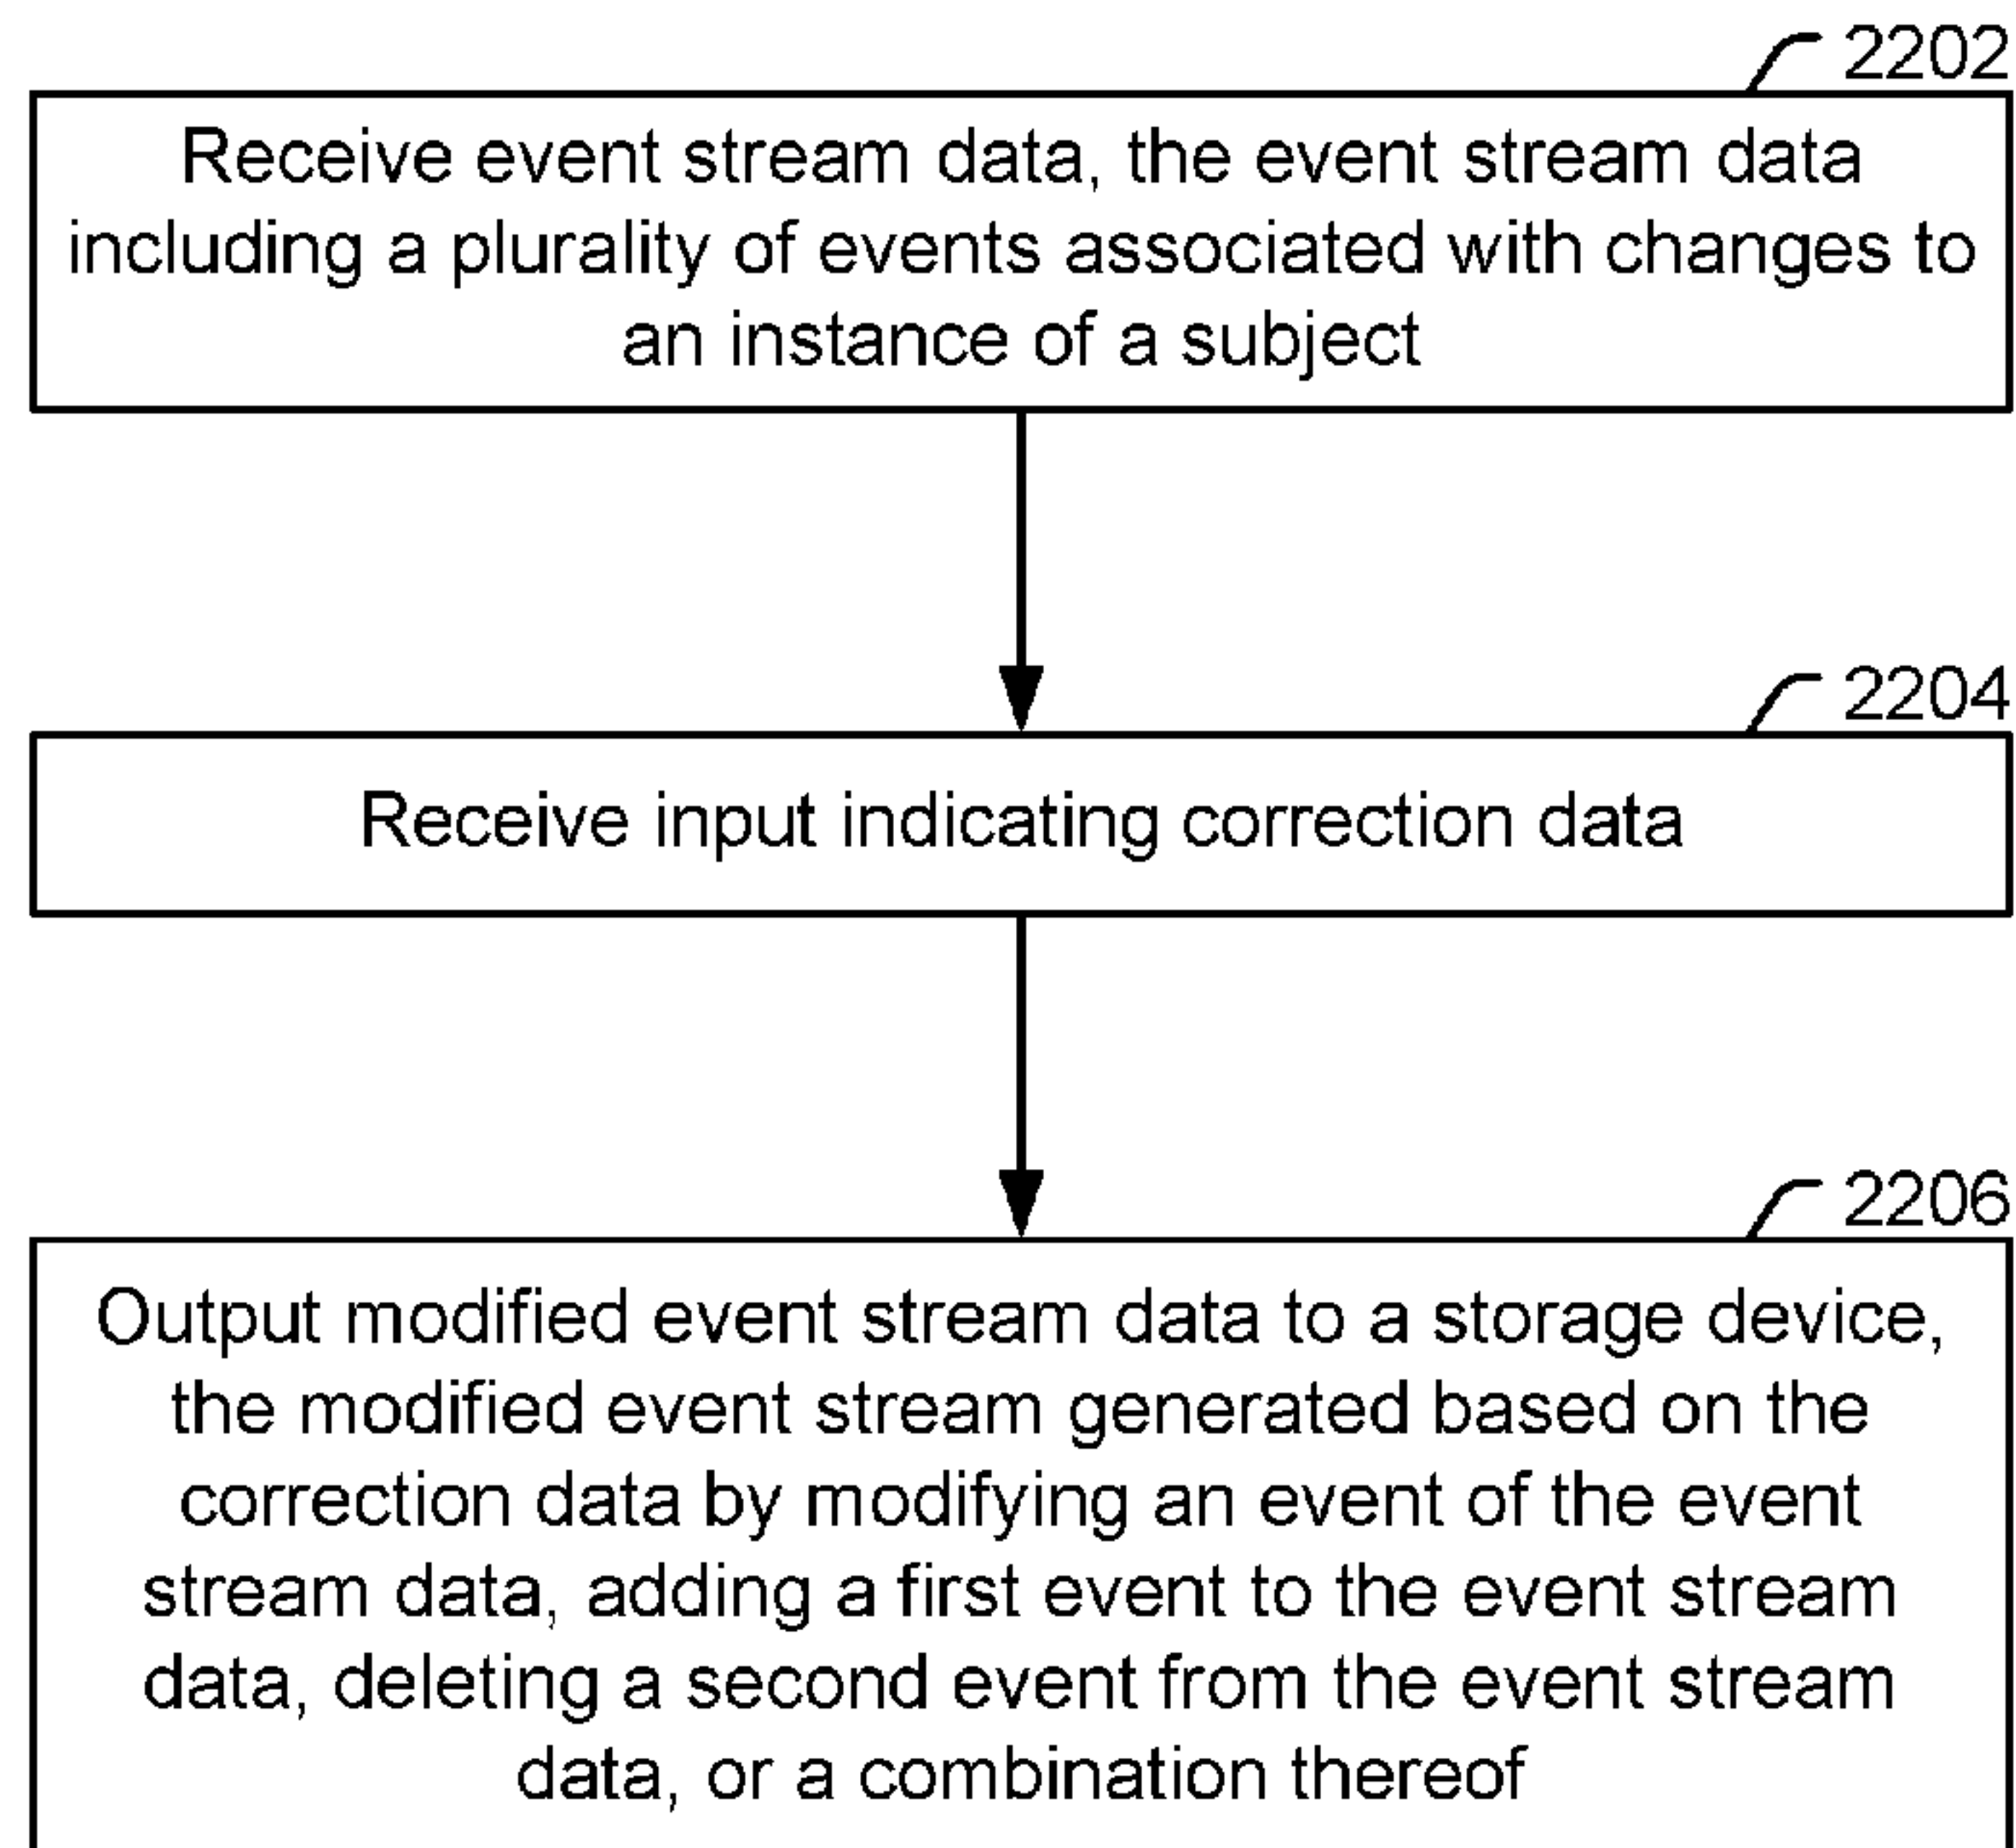 2202
Receive event stream data, the event stream data
including a plurality of events associated with changes to
an instance of a subject
2204
Receive input indicating correction data
2206
Output modified event stream data to a storage device,
the modified event stream generated based on the
correction data by modifying an event of the event
stream data, adding a first event to the event stream
data, deleting a second event from the event stream
data, or a combination thereof